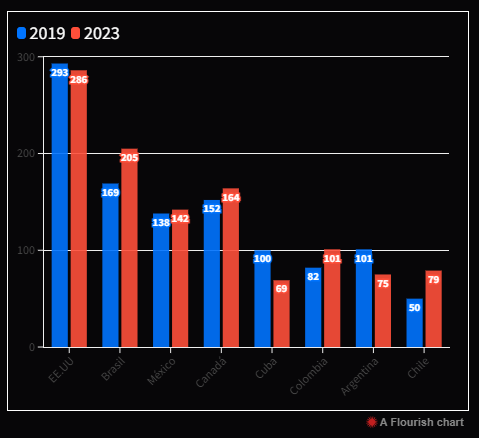 2019 2023
300
200
100
0
293 286 169 205 138 142 152 164 100 69 82 101 101 75 50 79
EE.UU Brasil México Canadá Cuba Colombia Argentina Chile
A Flourish chart